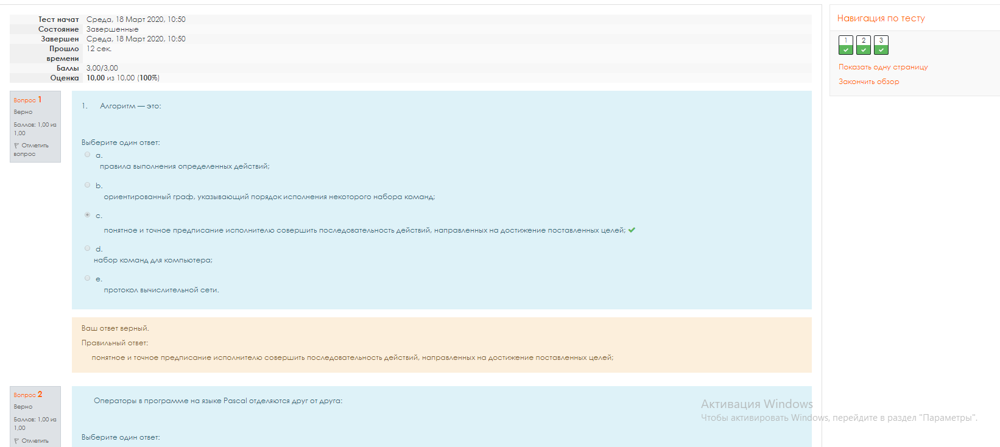 Тест начат Среда, 18 Март 2020, 10:50
Состояние Завершенные
Завершен Среда, 18 Март 2020, 10:50
Прошло 12 сек.
времени
Баллы 3,00/3,00
Оценка 10,00 из 10,00 (100%)
Вопрос 1
Верно
Баллов: 1,00 из
1,00
Отметить
вопрос
1. Алгоритм — это:
Выберите один ответ:
a.
правила выполнения определенных действий;
b.
ориентированный граф, указывающий порядок исполнения некоторого набора команд;
c.
понятное и точное предписание исполнителю совершить последовательность действий, направленных на достижение поставленных целей;
d.
набор команд для компьютера;
e.
протокол вычислительной сети.
Ваш ответ верный.
Правильный ответ:
понятное и точное предписание исполнителю совершить последовательность действий, направленных на достижение поставленных целей;
Вопрос 2
Верно
Баллов: 1,00 из
1,00
Отметить
Операторы в программе на языке Pascal отделяются друг от друга:
Выберите один ответ:
Навигация по тесту
1 2 3
Показать одну страницу
Закончить обзор
Активация Windows
Чтобы активировать Windows, перейдите в раздел "Параметры".